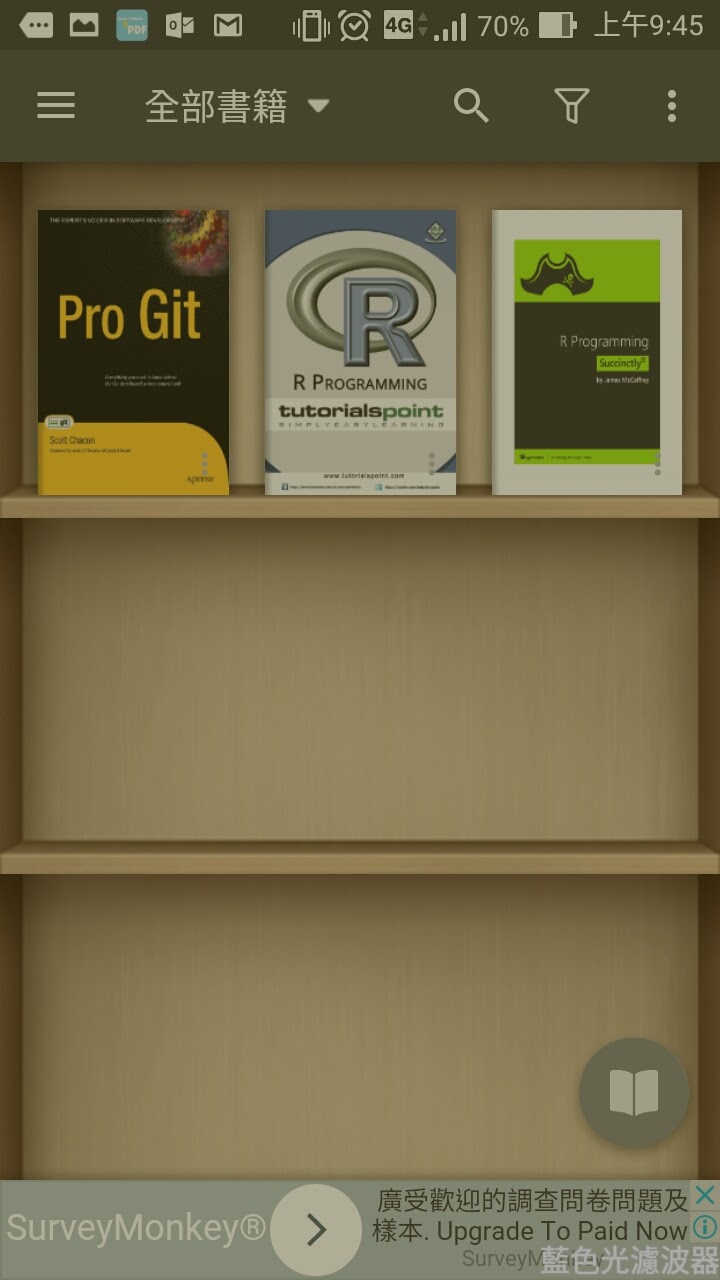 4G 70% 上午9:45
全部書籍
THE EXPERT'S VOICE® IN SOFTWARE DEVELOPMENT
Pro Git
Scott Chacon
Apress
R
R PROGRAMMING
tutorialspoint
SIMPLYEASYLEARNING
www.tutorialspoint.com
R Programming
Succinctly
by James McCaffrey
SurveyMonkey®
廣受歡迎的調查問卷問題及
樣本. Upgrade To Paid Now
藍色光濾波器